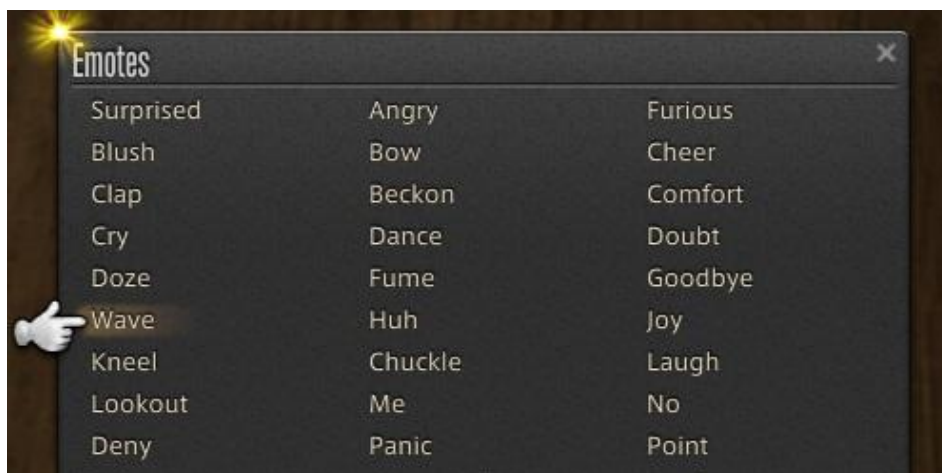 Emotes
Surprised Angry Furious
Blush Bow Cheer
Clap Beckon Comfort
Cry Dance Doubt
Doze Fume Goodbye
Wave Huh Joy
Kneel Chuckle Laugh
Lookout Me No
Deny Panic Point